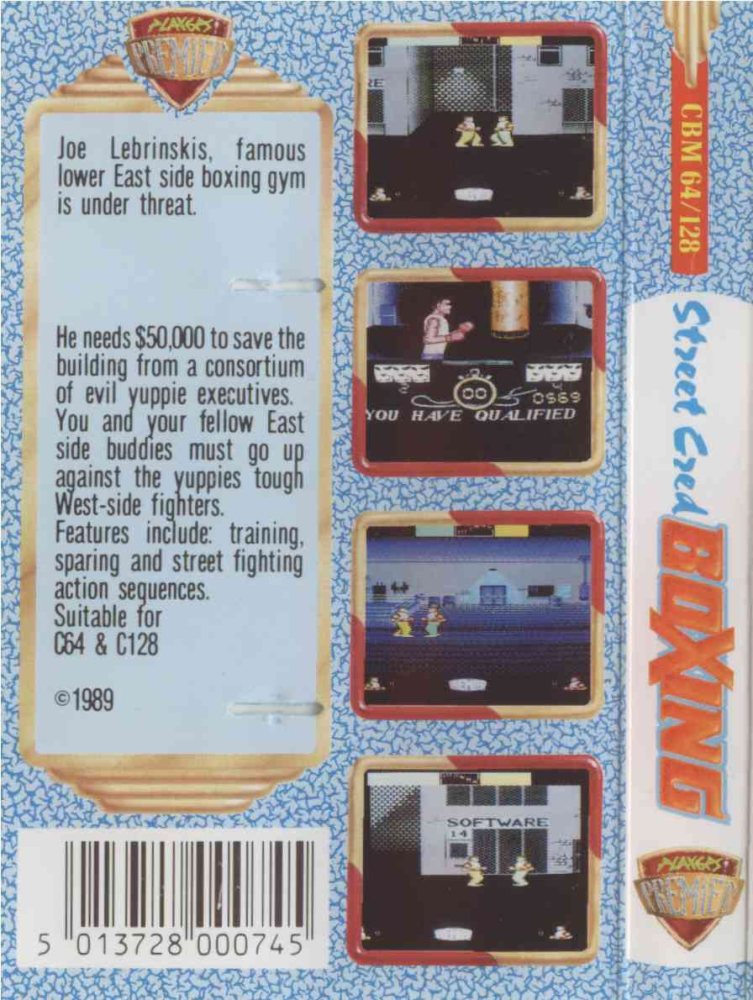 PLAYERS
PREMIER
Joe Lebrinskis, famous
lower East side boxing gym
is under threat.
He needs $50,000 to save the
building from a consortium
of evil yuppie executives.
You and your fellow East
side buddies must go up
against the yuppies tough
West-side fighters.
Features include: training,
sparing and street fighting
action sequences.
Suitable for
C64 & C128
©1989
5 013728 000745
RE
00
0569
YOU HAVE QUALIFIED
SOFTWARE
14
CBM 64/128
Street Cred
BOXING
PLAYERS
PREMIER